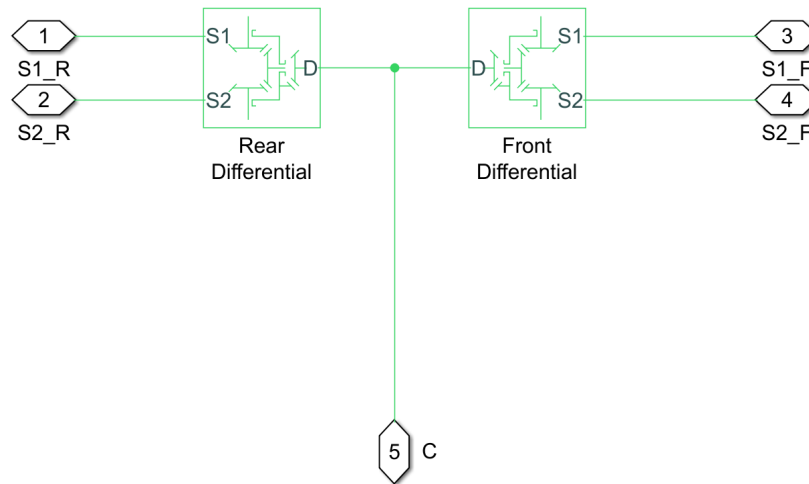 1
S1_R
2
S2_R
S1
S2
D
Rear
Differential
D
S1
S2
Front
Differential
3
S1_F
4
S2_F
5
C